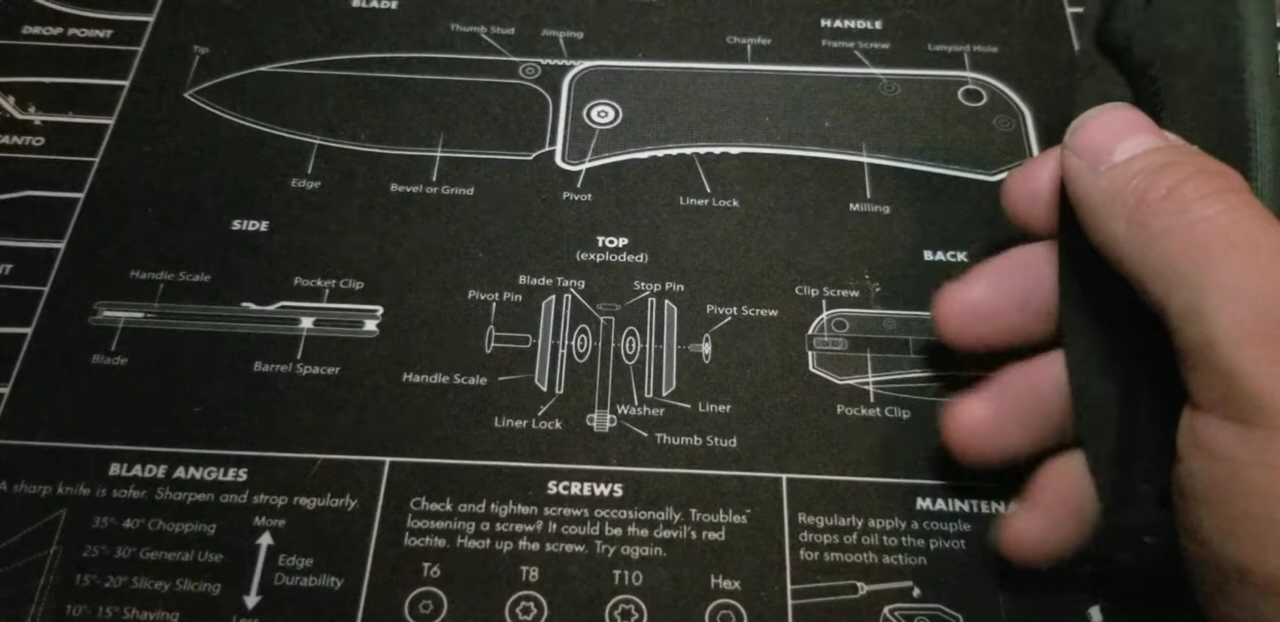 BLADE
HANDLE
DROP POINT
Tip
Thumb Stud
Jimping
Chamfer
Frame Screw
Lanyard Hole
ANTO
Edge
Bevel or Grind
Pivot
Liner Lock
Milling
SIDE
TOP
(exploded)
BACK
Handle Scale
Pocket Clip
Blade
Barrel Spacer
Blade Tang
Stop Pin
Pivot Pin
Pivot Screw
Handle Scale
Liner Lock
Washer
Liner
Thumb Stud
Clip Screw
Pocket Clip
BLADE ANGLES
A sharp knife is safer. Sharpen and strop regularly.
35°- 40° Chopping
25°- 30° General Use
15°- 20° Slicey Slicing
10°- 15° Shaving
More
Edge
Durability
SCREWS
Check and tighten screws occasionally. Troubles
loosening a screw? It could be the devil's red
loctite. Heat up the screw. Try again.
T6
T8
T10
Hex
MAINTENA
Regularly apply a couple
drops of oil to the pivot
for smooth action